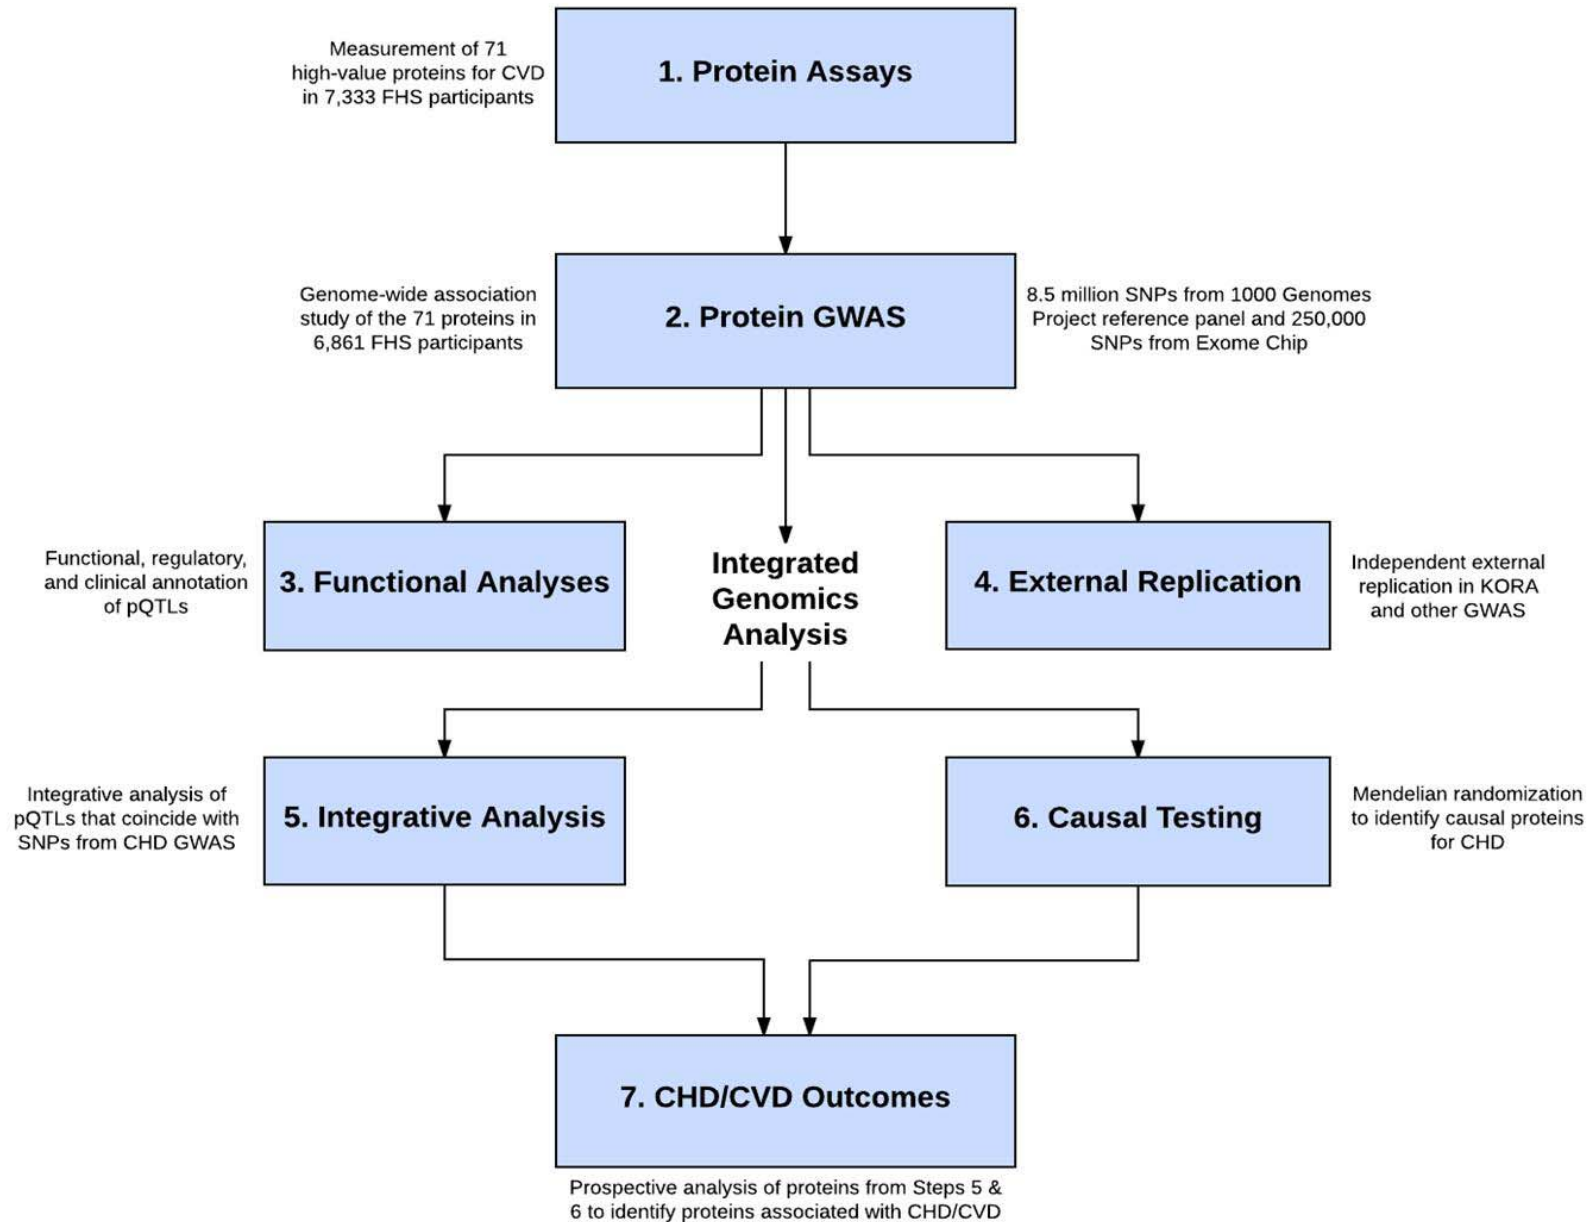 Measurement of 71
high-value proteins for CVD
in 7,333 FHS participants
1. Protein Assays
Genome-wide association
study of the 71 proteins in
6,861 FHS participants
2. Protein GWAS
8.5 million SNPs from 1000 Genomes
Project reference panel and 250,000
SNPs from Exome Chip
Functional, regulatory,
and clinical annotation
of pQTLs
3. Functional Analyses
Integrated
Genomics
Analysis
4. External Replication
Independent external
replication in KORA
and other GWAS
Integrative analysis of
pQTLs that coincide with
SNPs from CHD GWAS
5. Integrative Analysis
6. Causal Testing
Mendelian randomization
to identify causal proteins
for CHD
7. CHD/CVD Outcomes
Prospective analysis of proteins from Steps 5 &
6 to identify proteins associated with CHD/CVD